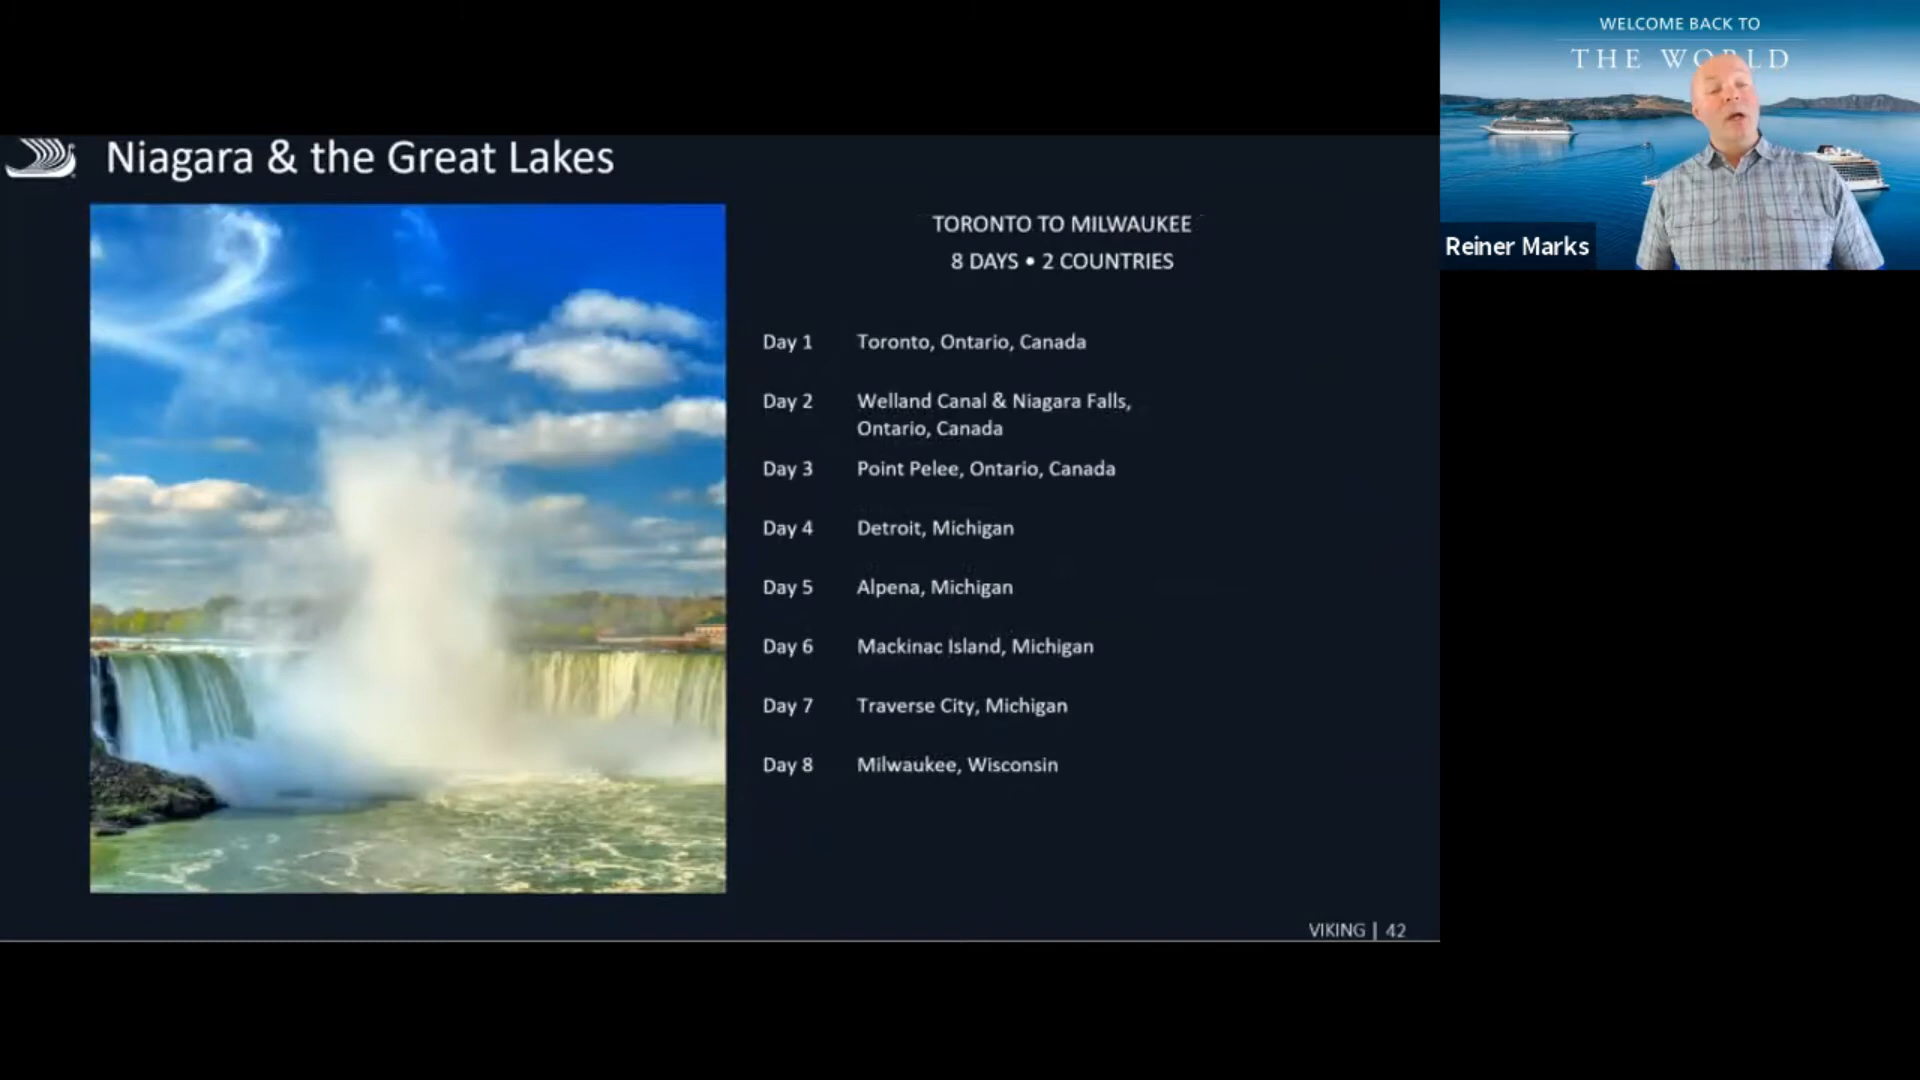 Niagara & the Great Lakes
TORONTO TO MILWAUKEE
8 DAYS • 2 COUNTRIES
Day 1 Toronto, Ontario, Canada
Day 2 Welland Canal & Niagara Falls,
Ontario, Canada
Day 3 Point Pelee, Ontario, Canada
Day 4 Detroit, Michigan
Day 5 Alpena, Michigan
Day 6 Mackinac Island, Michigan
Day 7 Traverse City, Michigan
Day 8 Milwaukee, Wisconsin
VIKING | 42
WELCOME BACK TO
THE WORLD
Reiner Marks